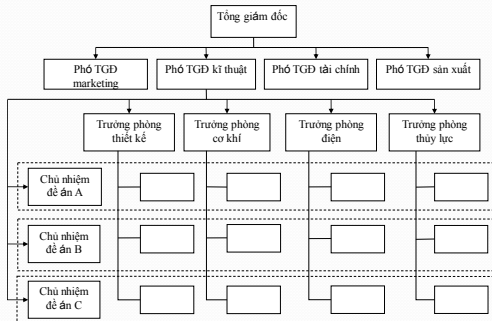 Tổng giám đốc
Phó TGĐ
marketing
Phó TGĐ kĩ thuật
Phó TGĐ tài chính
Phó TGĐ sản xuất
Trưởng phòng
thiết kế
Trưởng phòng
cơ khí
Trưởng phòng
điện
Trưởng phòng
thủy lực
Chủ nhiệm
đề án A
Chủ nhiệm
đề án B
Chủ nhiệm
đề án C